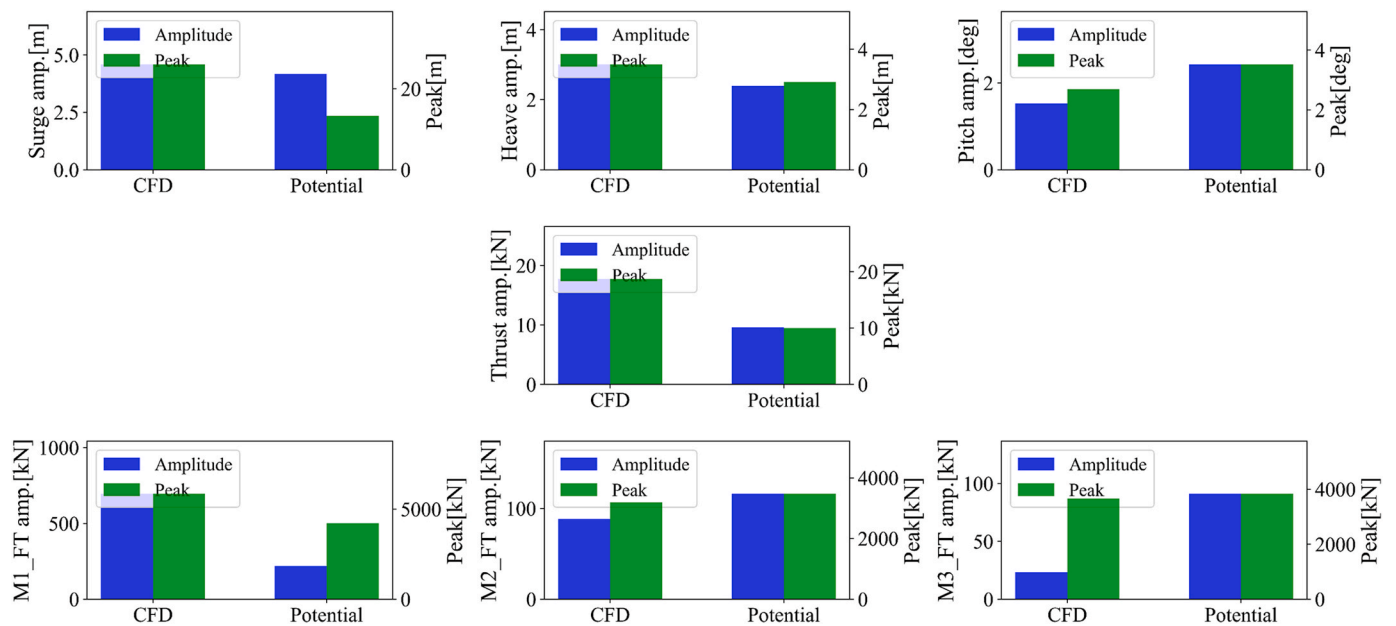 Surge amp.[m]
5.0
2.5
0.0
Amplitude
Peak
20
0
Peak[m]
CFD
Potential
Heave amp.[m]
4
2
0
Amplitude
Peak
4
2
0
Peak[m]
CFD
Potential
Pitch amp.[deg]
2
0
Amplitude
Peak
4
2
0
Peak[deg]
CFD
Potential
Thrust amp.[kN]
20
10
0
Amplitude
Peak
20
10
0
Peak[kN]
CFD
Potential
M1_FT amp.[kN]
1000
500
0
Amplitude
Peak
5000
0
Peak[kN]
CFD
Potential
M2_FT amp.[kN]
100
0
Amplitude
Peak
4000
2000
0
Peak[kN]
CFD
Potential
M3_FT amp.[kN]
100
50
0
Amplitude
Peak
4000
2000
0
Peak[kN]
CFD
Potential